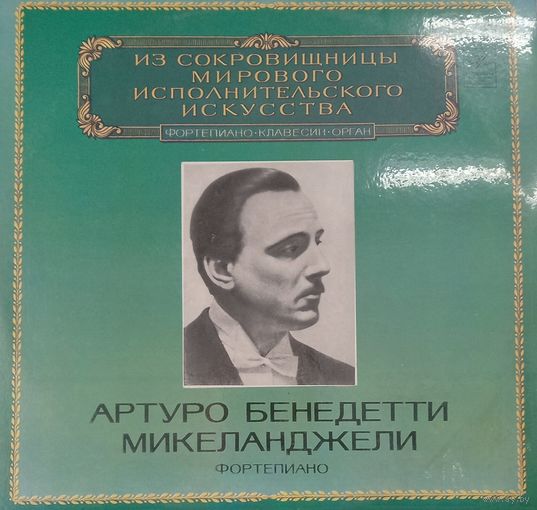 ИЗ СОКРОВИЩНИЦЫ
МИРОВОГО
ИСПОЛНИТЕЛЬСКОГО
ИСКУССТВА
ФОРТЕПИАНО·КЛАВЕСИН·ОРГАН
АРТУРО БЕНЕДЕТТИ
МИКЕЛАНДЖЕЛИ
ФОРТЕПИАНО